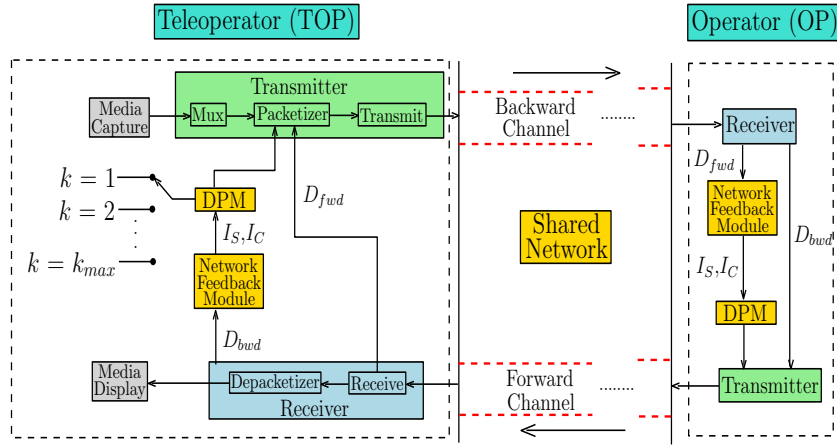 Teleoperator (TOP)
Operator (OP)
Transmitter
Media
Capture
Mux
Packetizer
Transmit
Backward
Channel
........
Receiver
k = 1
k = 2
k = k_max
DPM
D_fwd
I_S,I_C
Network
Feedback
Module
D_bwd
Shared
Network
D_fwd
Network
Feedback
Module
D_bwd
I_S,I_C
DPM
Media
Display
Depacketizer
Receive
Receiver
Forward
Channel
........
Transmitter